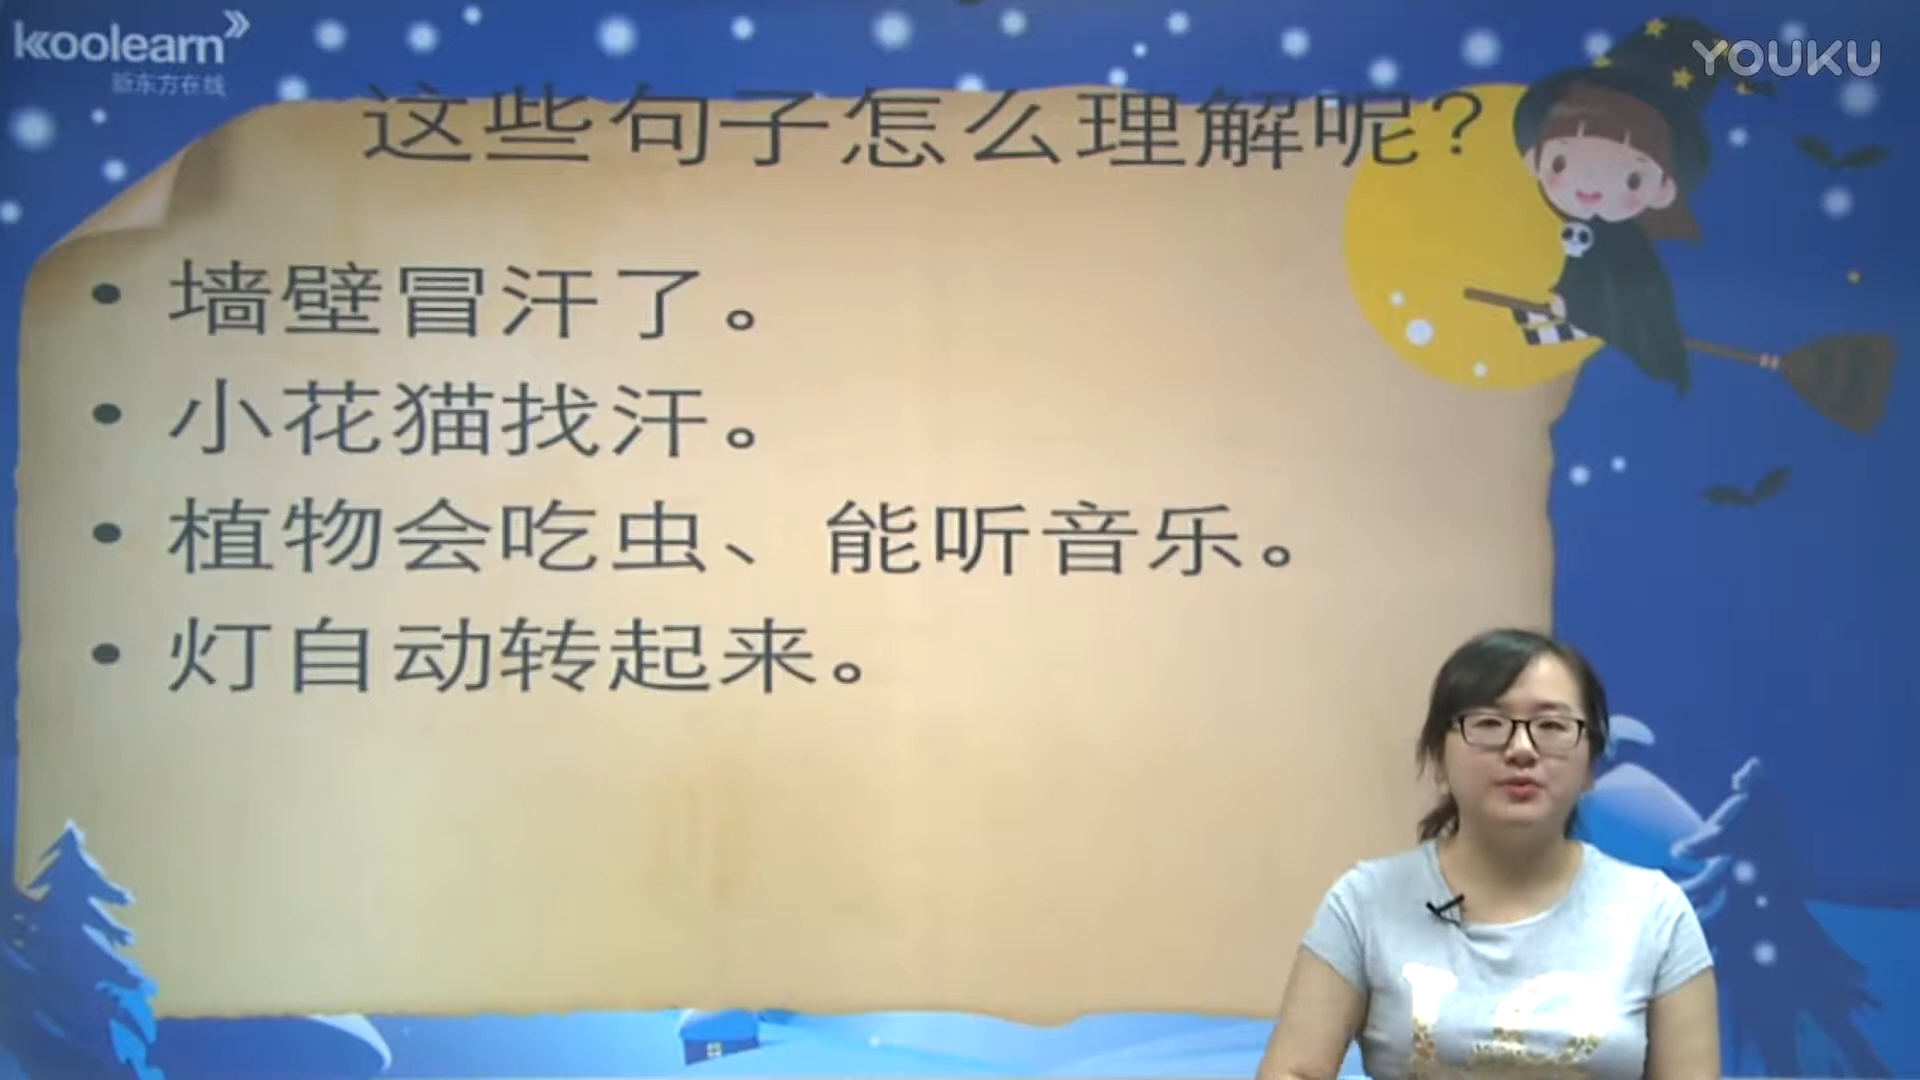 koolearn
新东方在线
YOUKU
这些句子怎么理解呢？
• 墙壁冒汗了。
• 小花猫找汗。
• 植物会吃虫、能听音乐。
• 灯自动转起来。